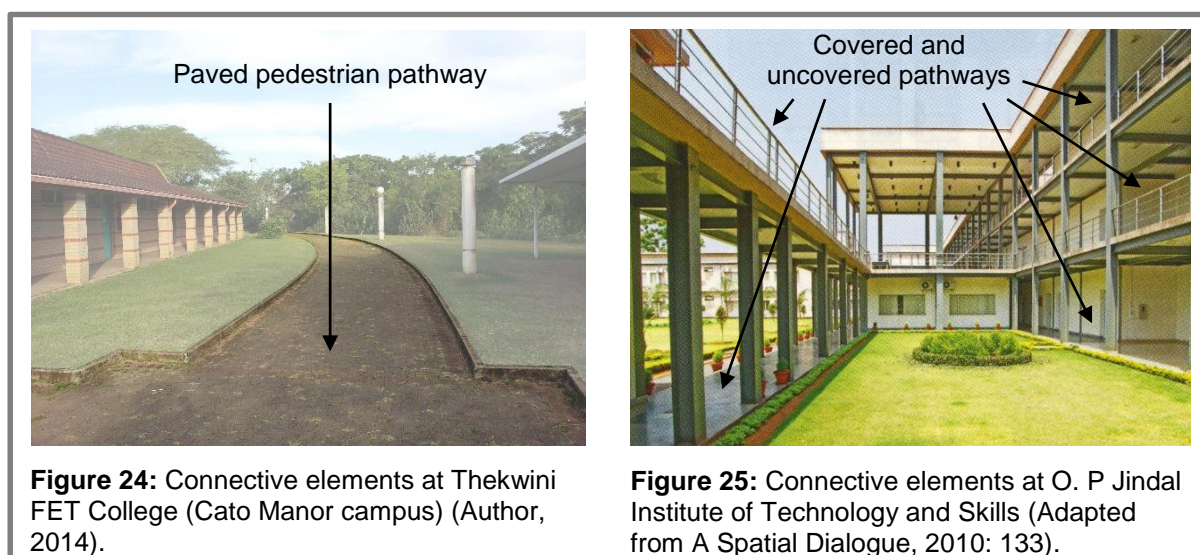 Paved pedestrian pathway
Covered and
uncovered pathways
Figure 24: Connective elements at Thekwini
FET College (Cato Manor campus) (Author,
2014).
Figure 25: Connective elements at O. P Jindal
Institute of Technology and Skills (Adapted
from A Spatial Dialogue, 2010: 133).